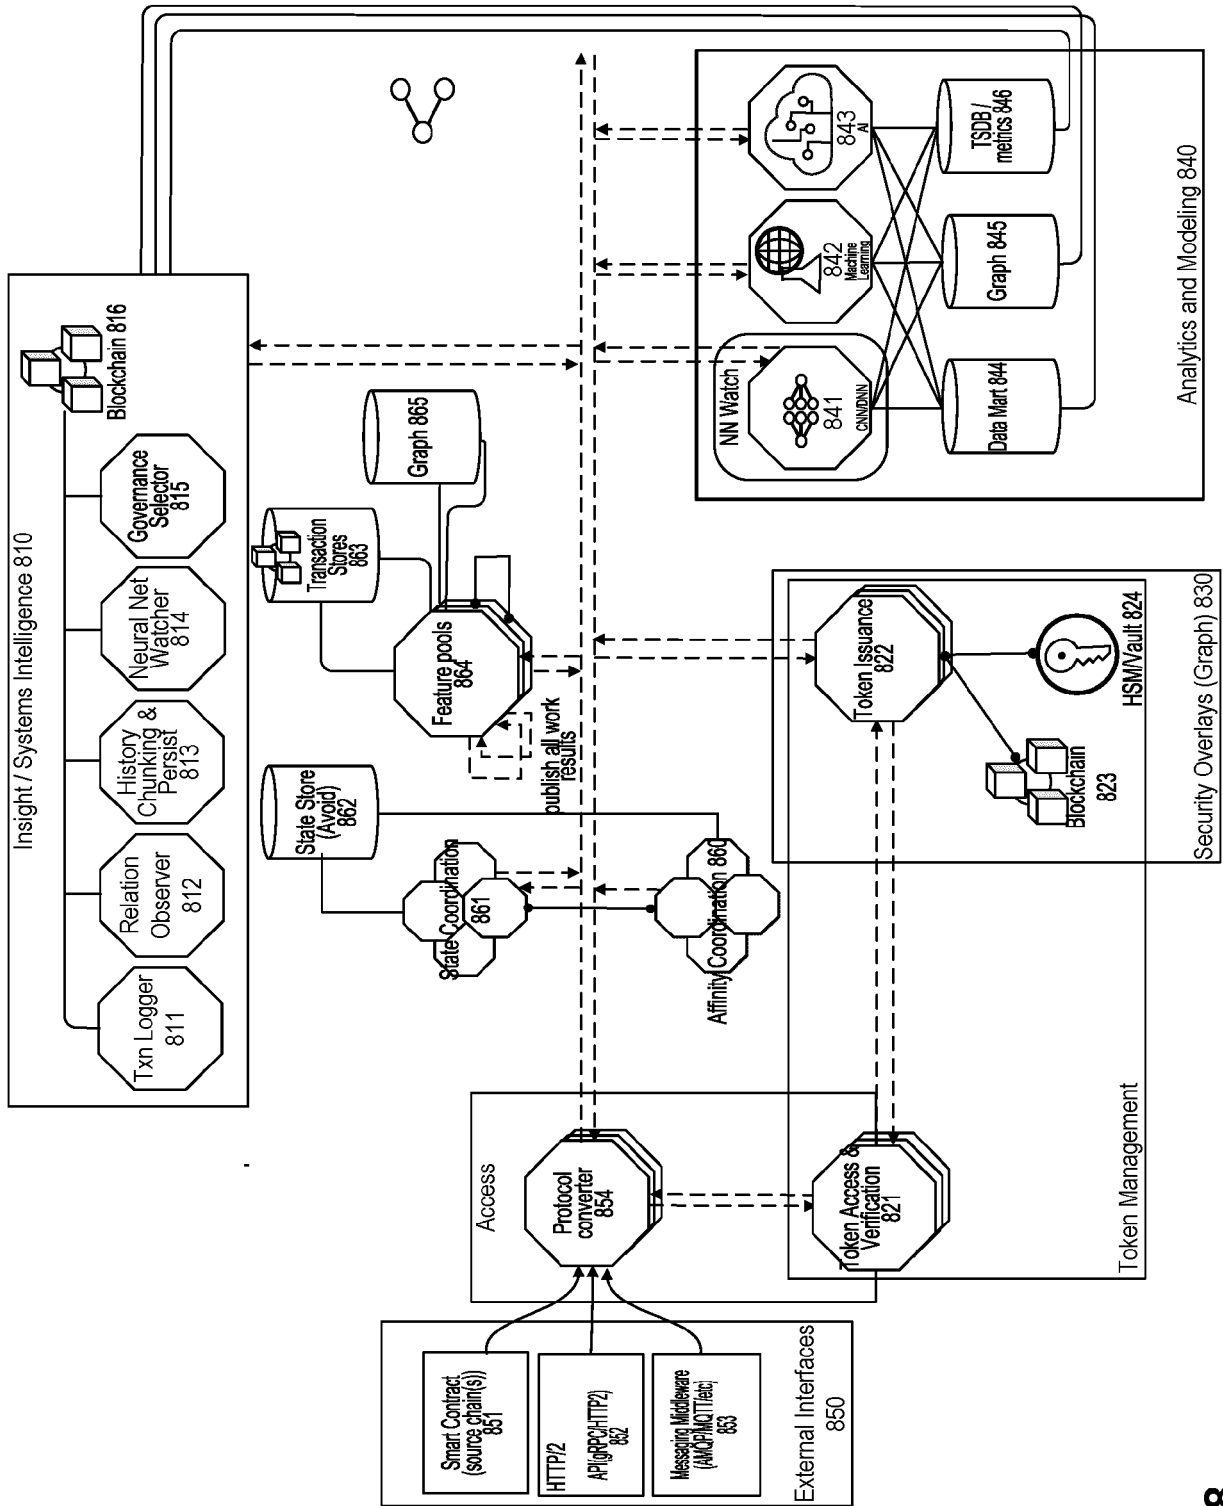 Insight / Systems Intelligence 810
Txn Logger
811
Relation
Observer
812
History
Chunking &
Persist
813
Neural Net
Watcher
814
Governance
Selector
815
Blockchain 816
State Store
(Avoid)
862
Transaction
Stores
863
Graph 865
State Coordination
861
Feature pools
864
publish all work
results
Affinity Coordination 860
External Interfaces
850
Smart Contract
(source chain(s))
851
HTTP/2
API(gRPC/HTTP2)
852
Messaging Middleware
(AMQP/MQTT/etc)
853
Access
Protocol
converter
854
Token Access &
Verification
821
Token Management
Token Issuance
822
Blockchain
823
HSM/Vault 824
Security Overlays (Graph) 830
NN Watch
841
CNN/DNN
842
Machine
Learning
843
AI
Data Mart 844
Graph 845
TSDB /
metrics 846
Analytics and Modeling 840
8